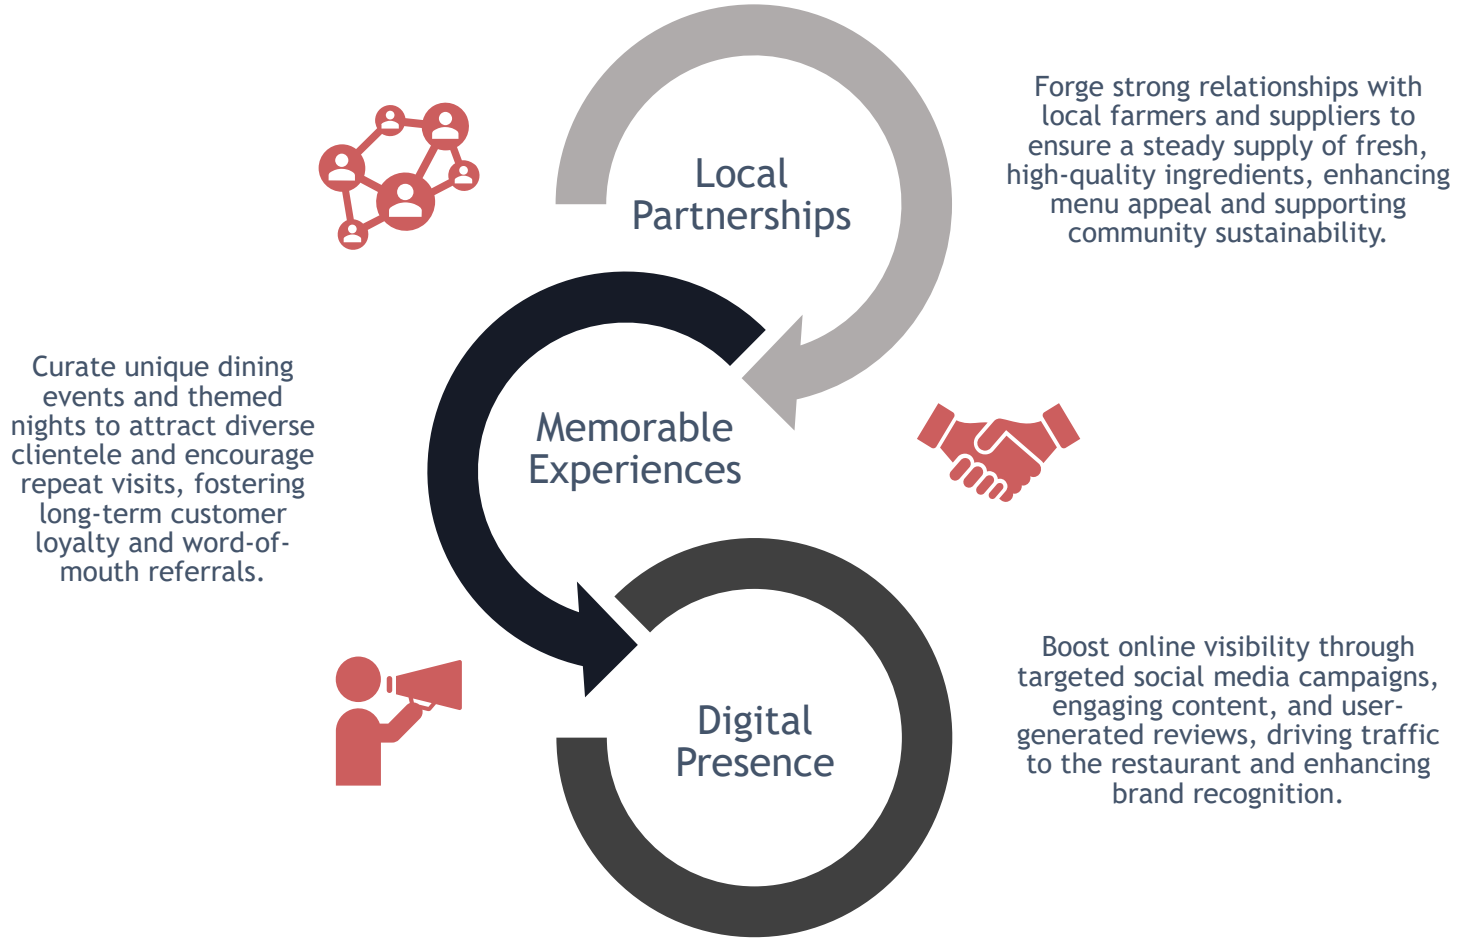 Local
Partnerships
Forge strong relationships with
local farmers and suppliers to
ensure a steady supply of fresh,
high-quality ingredients, enhancing
menu appeal and supporting
community sustainability.
Memorable
Experiences
Curate unique dining
events and themed
nights to attract diverse
clientele and encourage
repeat visits, fostering
long-term customer
loyalty and word-of-
mouth referrals.
Digital
Presence
Boost online visibility through
targeted social media campaigns,
engaging content, and user-
generated reviews, driving traffic
to the restaurant and enhancing
brand recognition.